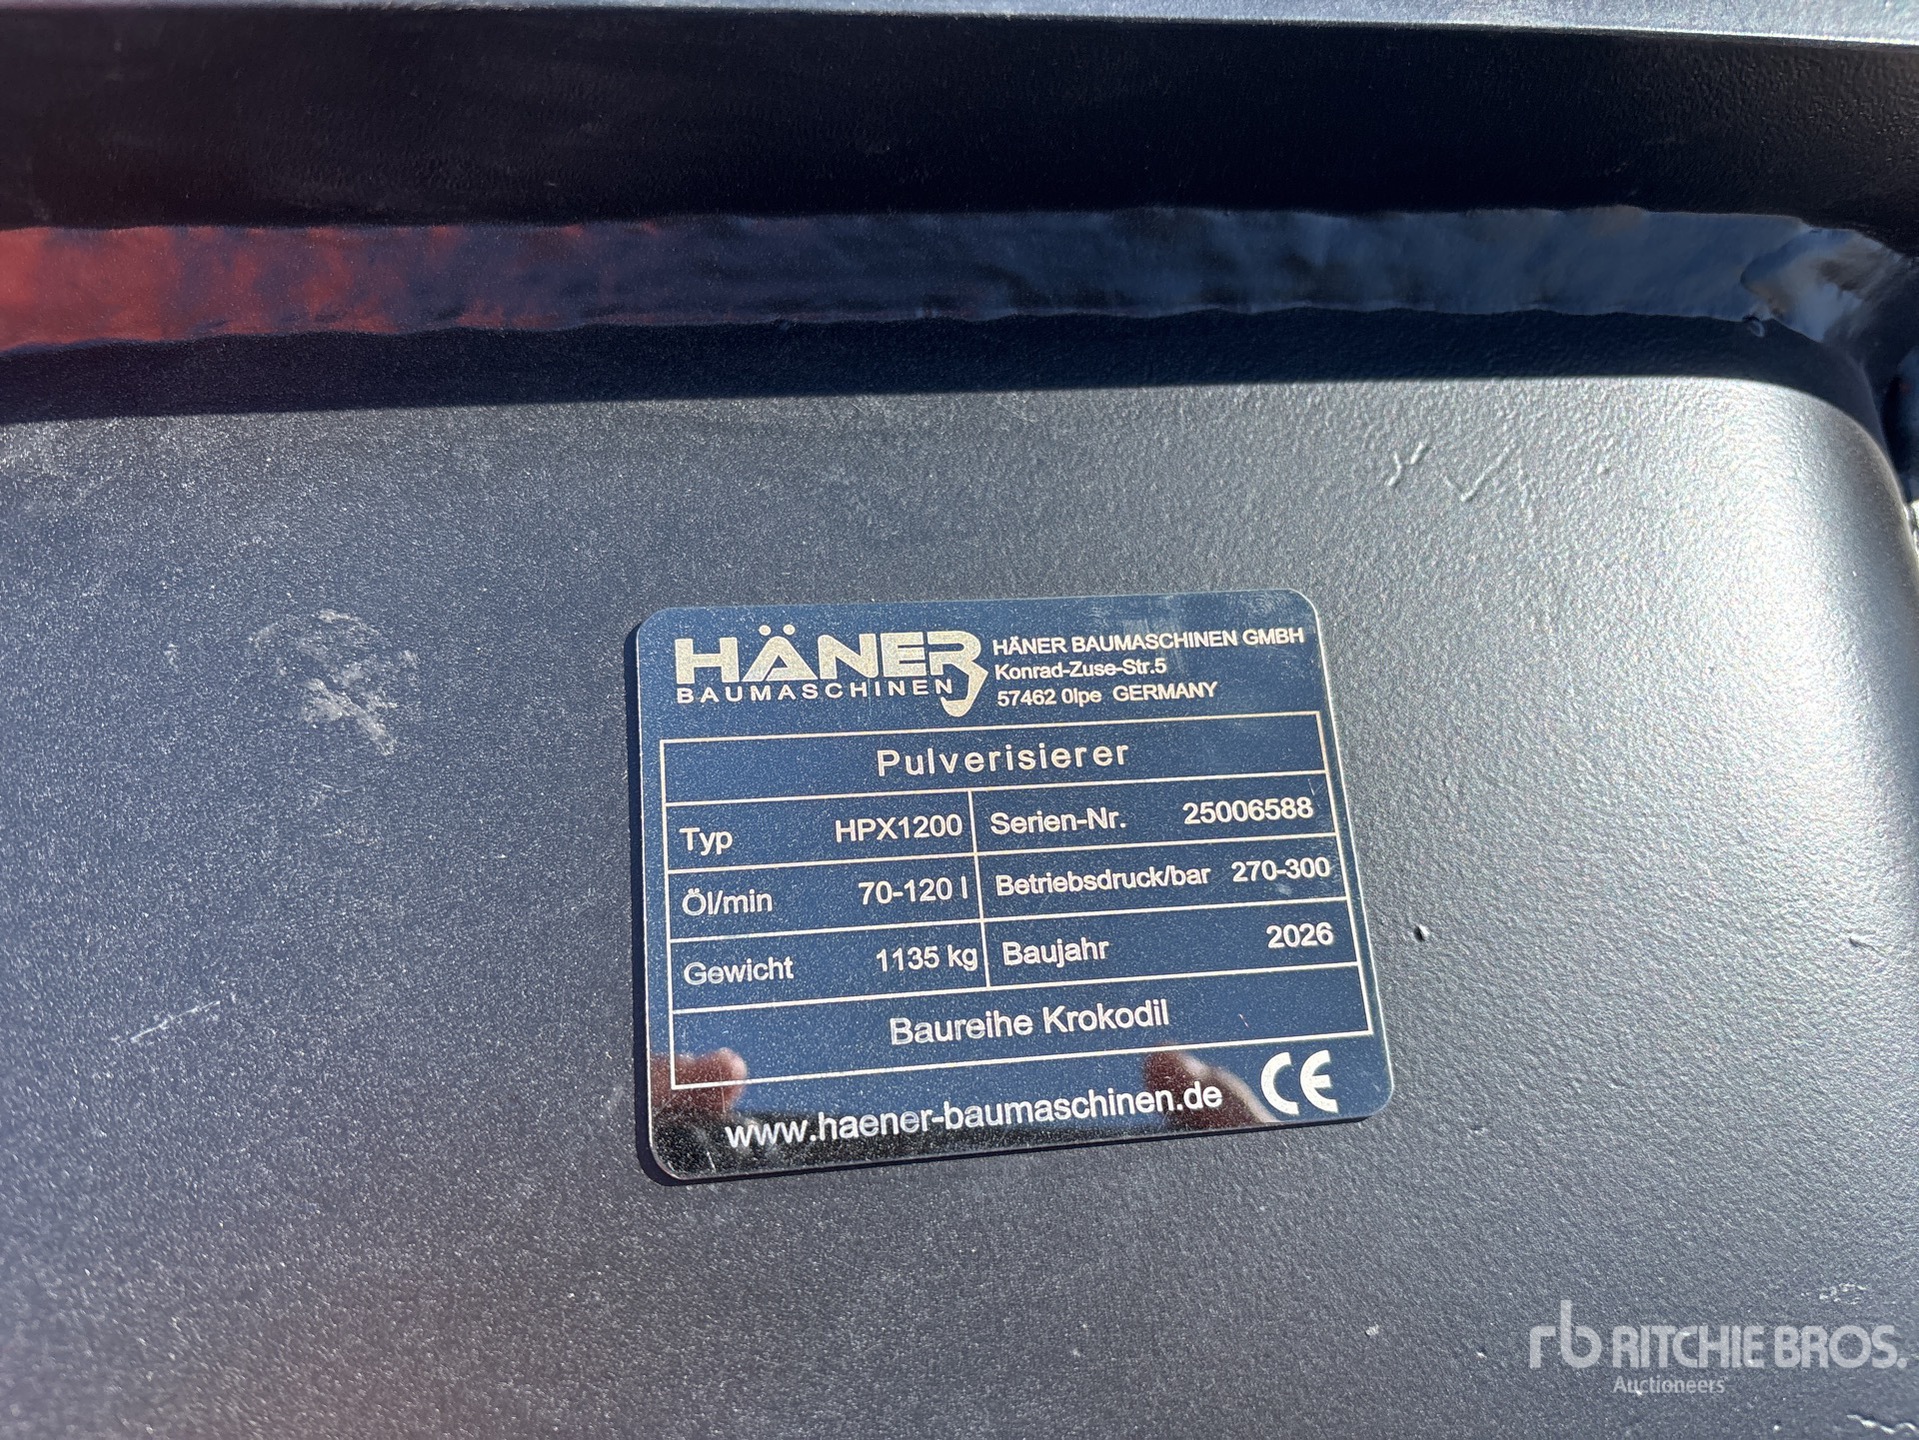 HÄNER
BAUMASCHINEN
HÄNER BAUMASCHINEN GMBH
Konrad-Zuse-Str.5
57462 0lpe GERMANY
Pulverisierer
Typ HPX1200 Serien-Nr. 25006588
Öl/min 70-120 l Betriebsdruck/bar 270-300
Gewicht 1135 kg Baujahr 2026
Baureihe Krokodil
www.haener-baumaschinen.de CE
rb RITCHIE BROS.
Auctioneers